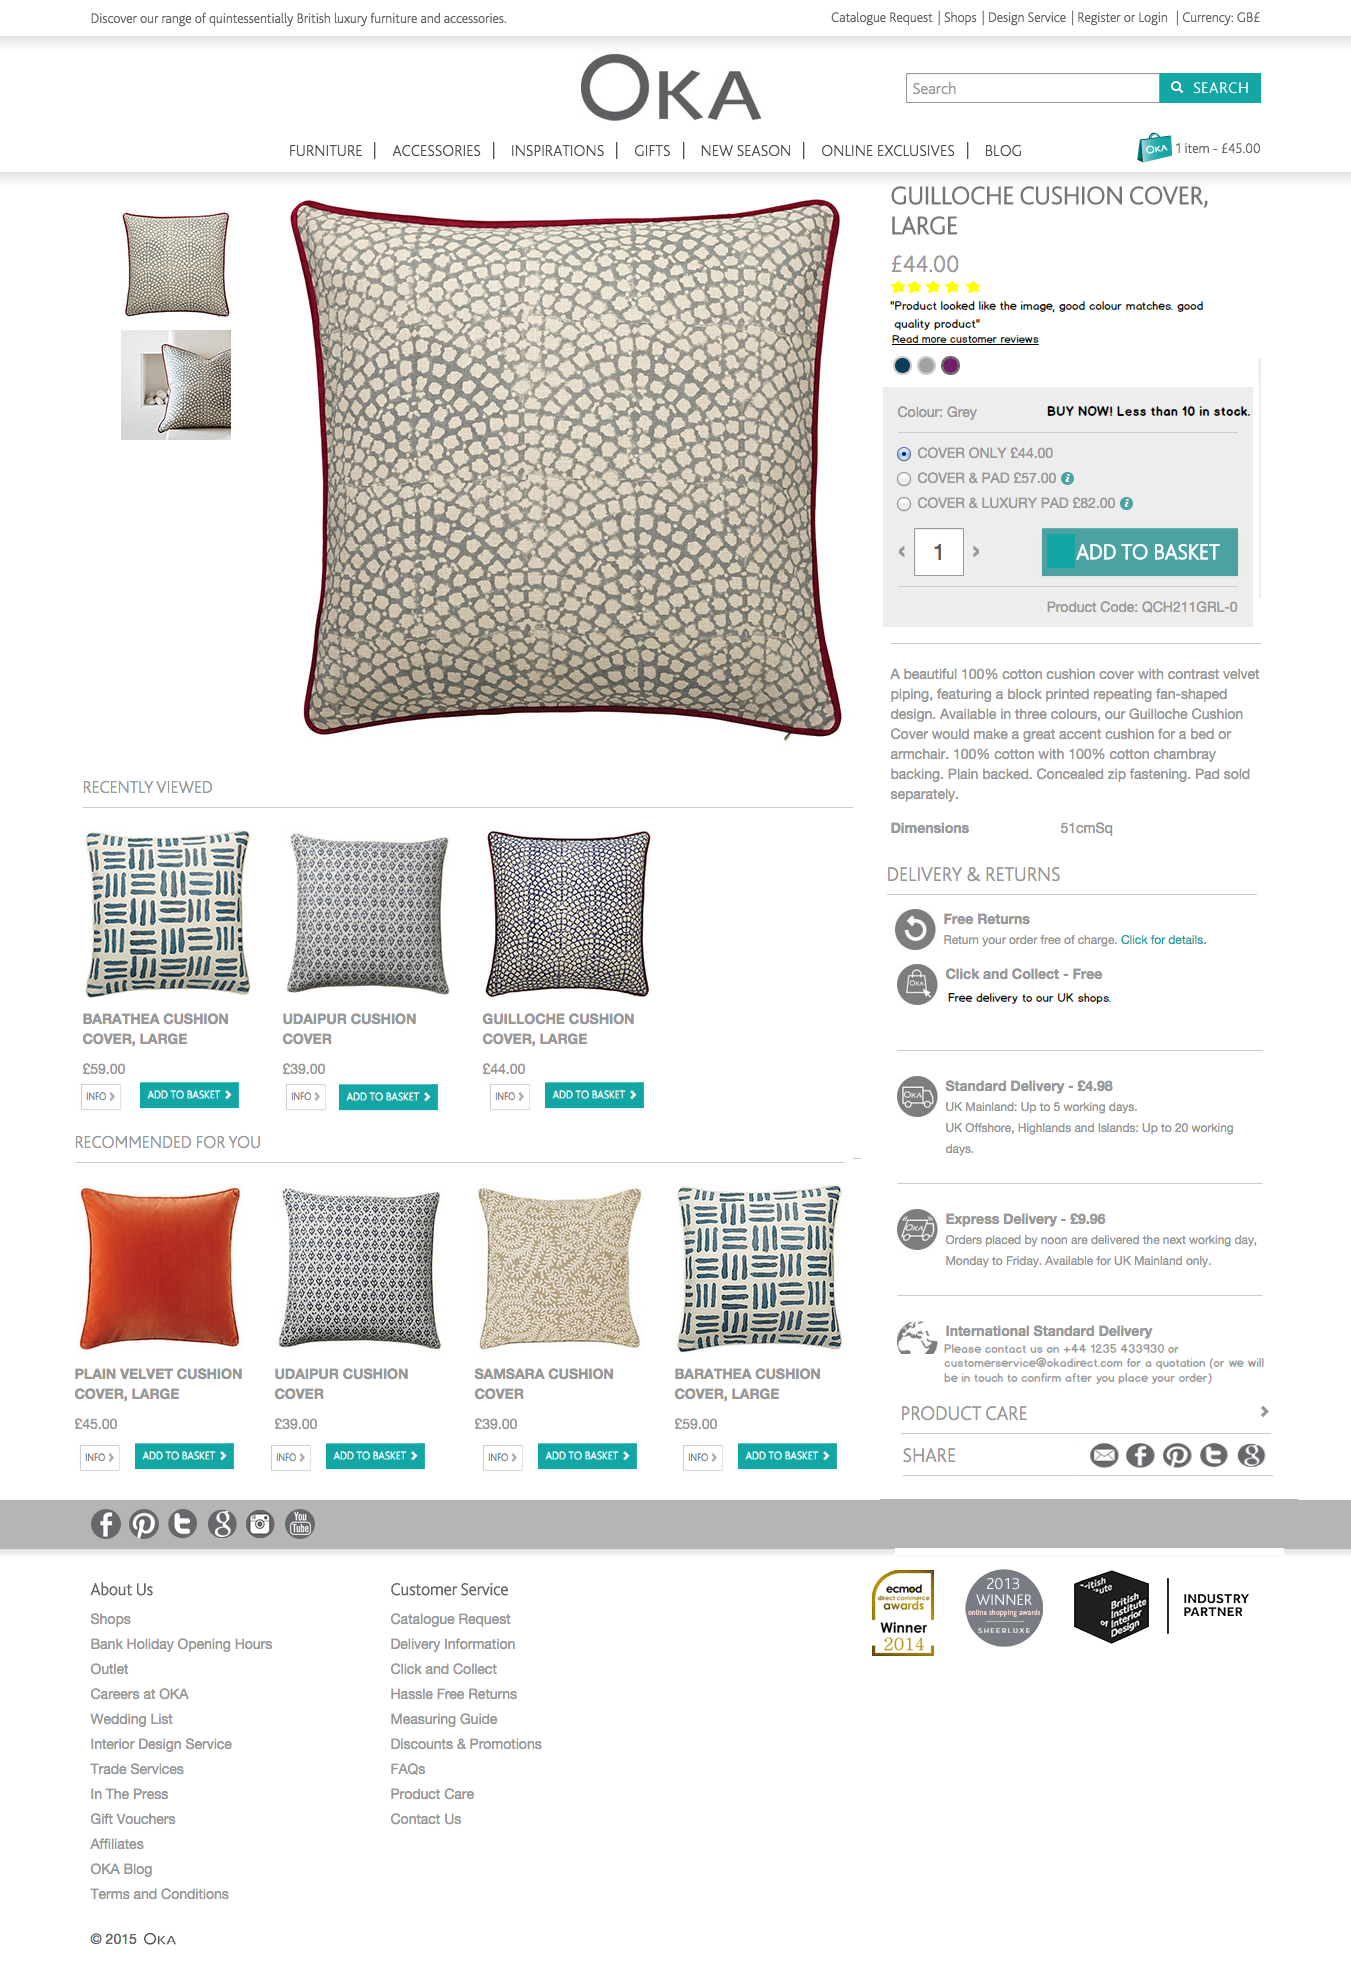 Discover our range of quintessentially British luxury furniture and accessories.
Catalogue Request | Shops | Design Service | Register or Login | Currency: GB£
OKA
Search
SEARCH
FURNITURE | ACCESSORIES | INSPIRATIONS | GIFTS | NEW SEASON | ONLINE EXCLUSIVES | BLOG
OKA 1 item - £45.00
GUILLOCHE CUSHION COVER,
LARGE
£44.00
"Product looked like the image, good colour matches. good
quality product"
Read more customer reviews
Colour: Grey
BUY NOW! Less than 10 in stock.
COVER ONLY £44.00
COVER & PAD £57.00 i
COVER & LUXURY PAD £82.00 i
‹ 1 ›
ADD TO BASKET
Product Code: QCH211GRL-0
A beautiful 100% cotton cushion cover with contrast velvet
piping, featuring a block printed repeating fan-shaped
design. Available in three colours, our Guilloche Cushion
Cover would make a great accent cushion for a bed or
armchair. 100% cotton with 100% cotton chambray
backing. Plain backed. Concealed zip fastening. Pad sold
separately.
Dimensions 51cmSq
DELIVERY & RETURNS
Free Returns
Return your order free of charge. Click for details.
OKA
Click and Collect - Free
Free delivery to our UK shops.
OKA
Standard Delivery - £4.98
UK Mainland: Up to 5 working days.
UK Offshore, Highlands and Islands: Up to 20 working
days.
OKA
Express Delivery - £9.96
Orders placed by noon are delivered the next working day,
Monday to Friday. Available for UK Mainland only.
International Standard Delivery
Please contact us on +44 1235 433930 or
customerservice@okadirect.com for a quotation (or we will
be in touch to confirm after you place your order)
PRODUCT CARE
SHARE
RECENTLY VIEWED
BARATHEA CUSHION
COVER, LARGE
£59.00
INFO
ADD TO BASKET
UDAIPUR CUSHION
COVER
£39.00
INFO
ADD TO BASKET
GUILLOCHE CUSHION
COVER, LARGE
£44.00
INFO
ADD TO BASKET
RECOMMENDED FOR YOU
PLAIN VELVET CUSHION
COVER, LARGE
£45.00
INFO
ADD TO BASKET
UDAIPUR CUSHION
COVER
£39.00
INFO
ADD TO BASKET
SAMSARA CUSHION
COVER
£39.00
INFO
ADD TO BASKET
BARATHEA CUSHION
COVER, LARGE
£59.00
INFO
ADD TO BASKET
You
Tube
About Us
Shops
Bank Holiday Opening Hours
Outlet
Careers at OKA
Wedding List
Interior Design Service
Trade Services
In The Press
Gift Vouchers
Affiliates
OKA Blog
Terms and Conditions
Customer Service
Catalogue Request
Delivery Information
Click and Collect
Hassle Free Returns
Measuring Guide
Discounts & Promotions
FAQs
Product Care
Contact Us
ecmod
direct commerce
awards
Winner
2014
2013
WINNER
online shopping awards
SHEERLUXE
British
Institute
of Interior
Design
INDUSTRY
PARTNER
© 2015 OKA